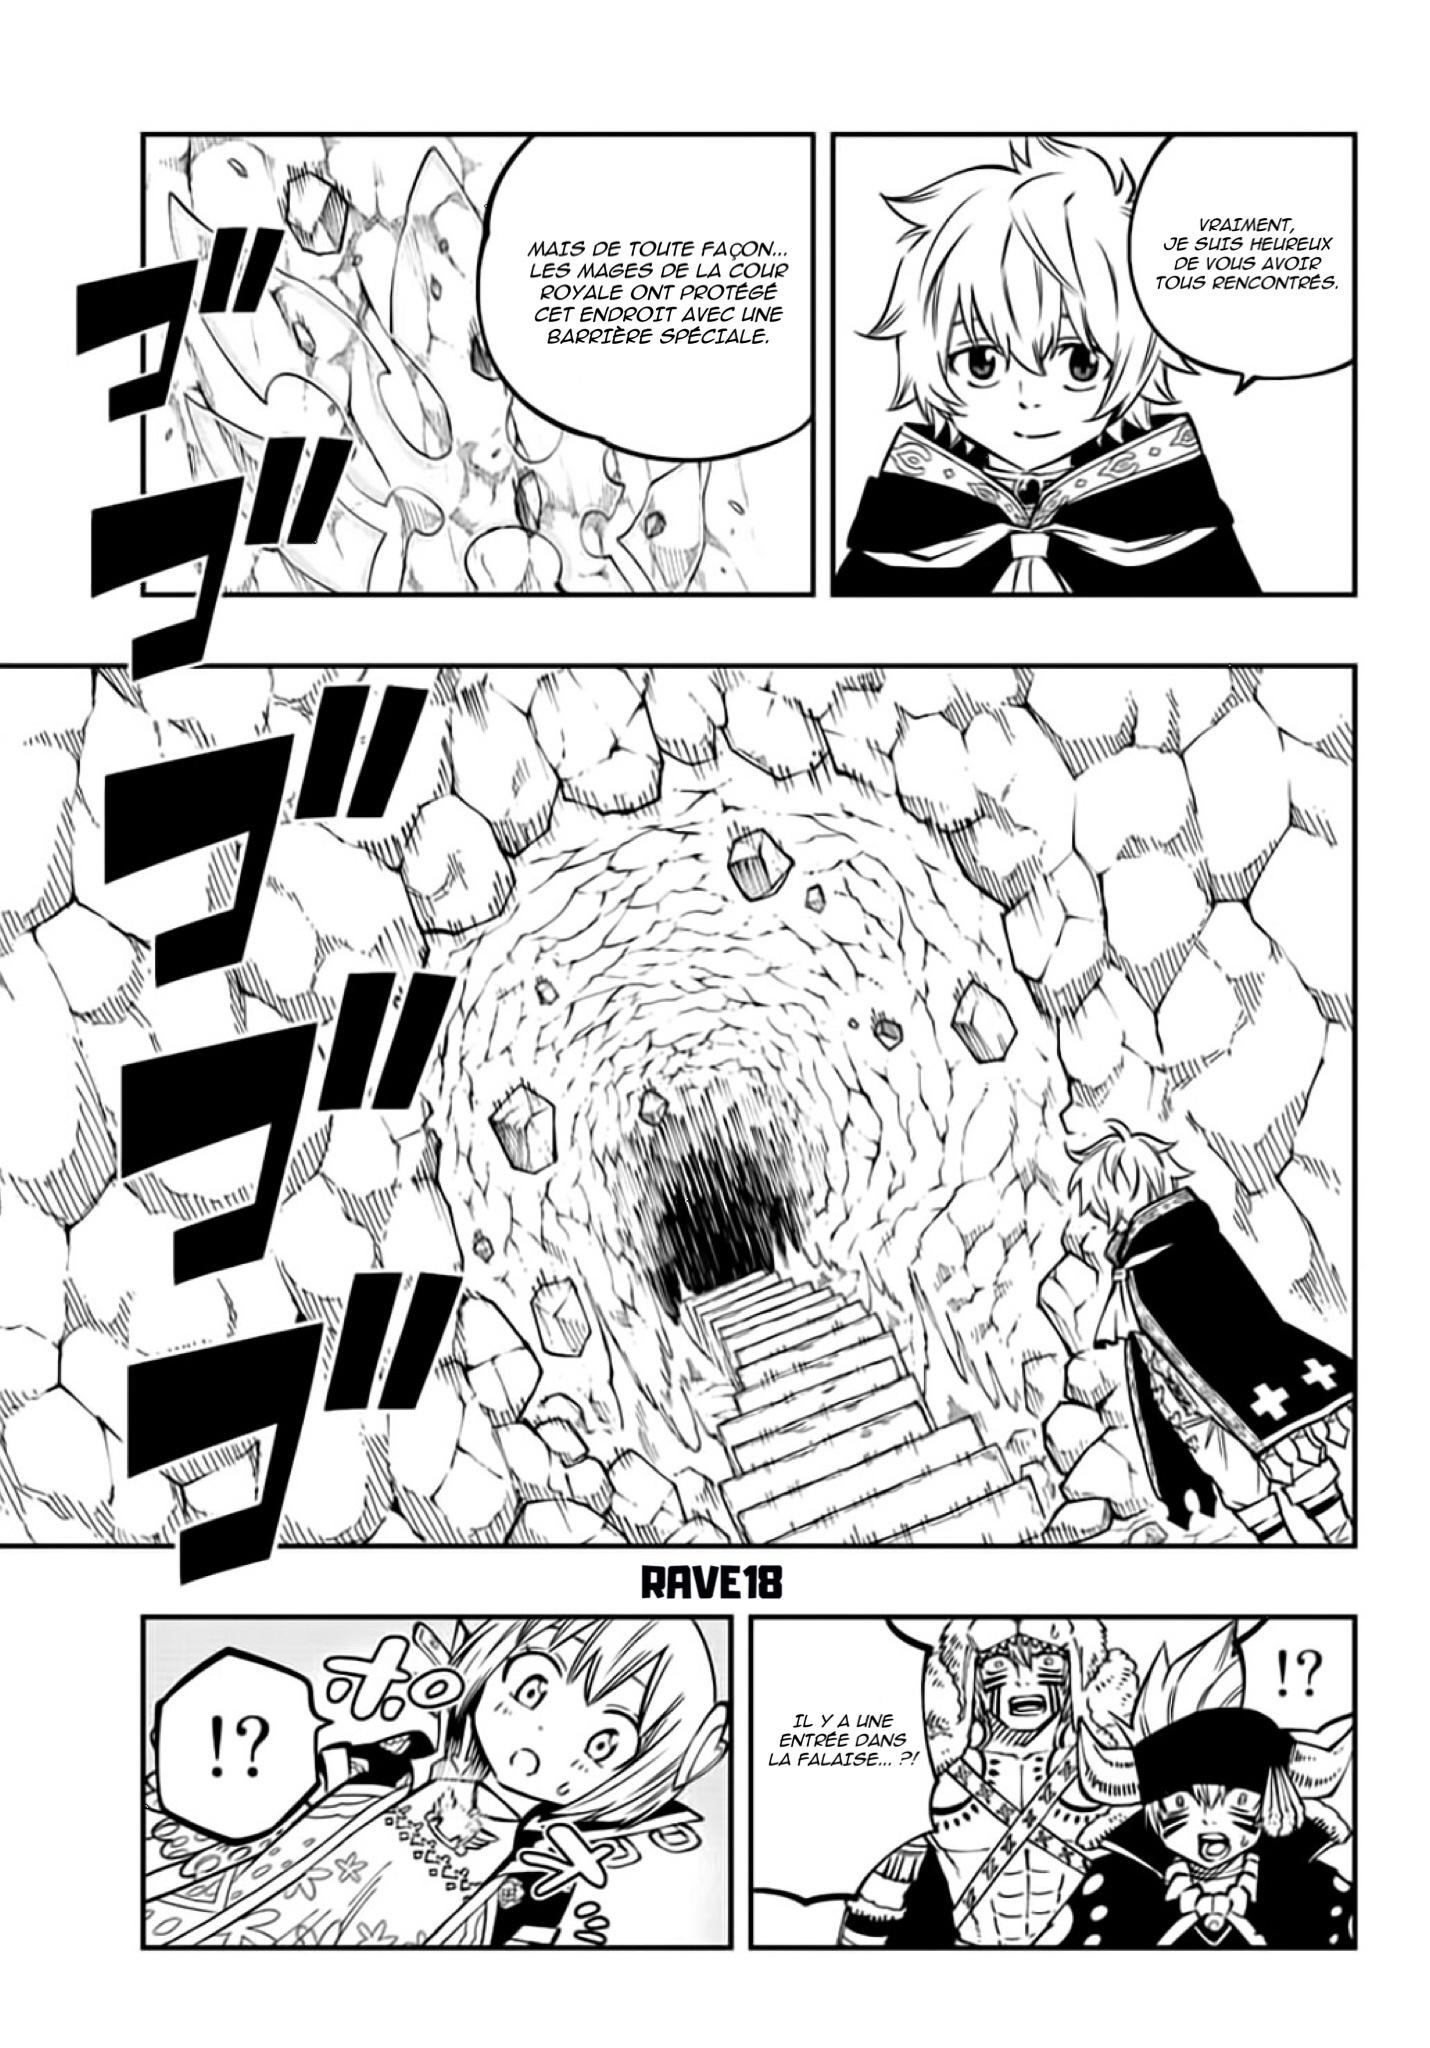 VRAIMENT,
JE SUIS HEUREUX
DE VOUS AVOIR
TOUS RENCONTRÉS.
MAIS DE TOUTE FAÇON...
LES MAGES DE LA COUR
ROYALE ONT PROTÉGÉ
CET ENDROIT AVEC UNE
BARRIÈRE SPÉCIALE.
ゴ
ゴ
ゴ
ゴ
ゴ
RAVE18
!?
IL Y A UNE
ENTRÉE DANS
LA FALAISE... ?!
ポロ
!?